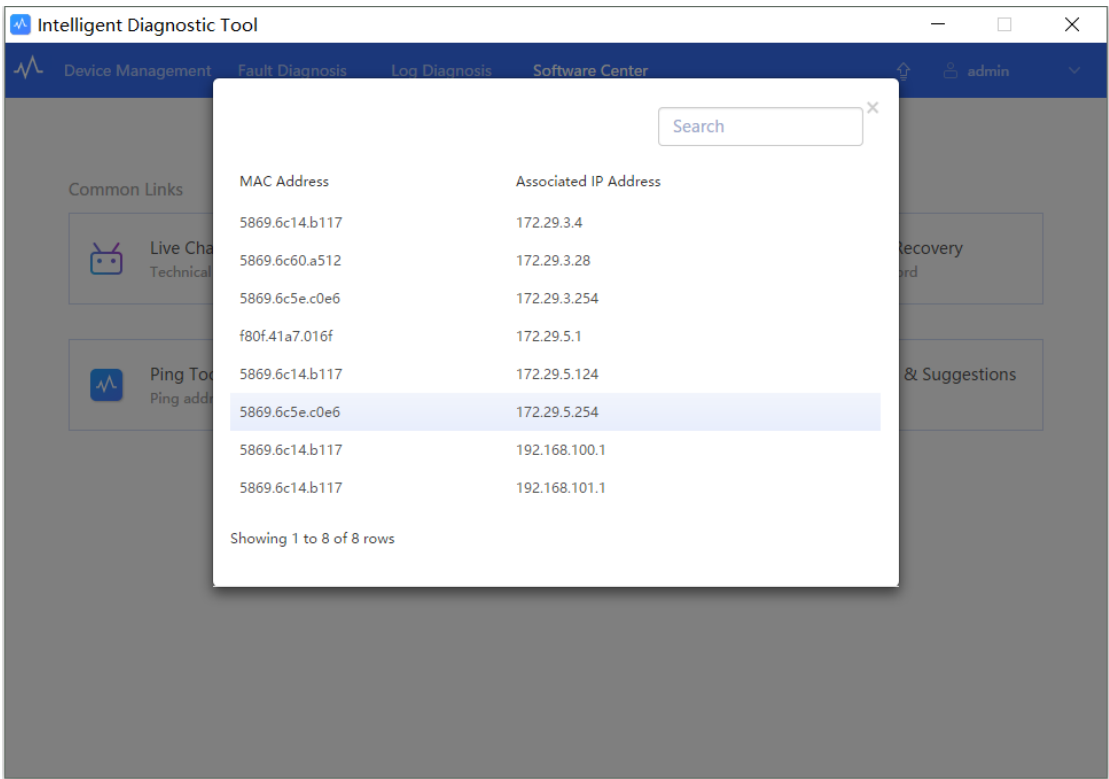 Intelligent Diagnostic Tool
Device Management Fault Diagnosis Log Diagnosis Software Center admin
Search
MAC Address Associated IP Address
Common Links
5869.6c14.b117 172.29.3.4
Live Cha
5869.6c60.a512 172.29.3.28
Recovery
Technical
5869.6c5e.c0e6 172.29.3.254
f80f.41a7.016f 172.29.5.1
Ping Too 5869.6c14.b117 172.29.5.124 & Suggestions
Ping addr
5869.6c5e.c0e6 172.29.5.254
5869.6c14.b117 192.168.100.1
5869.6c14.b117 192.168.101.1
Showing 1 to 8 of 8 rows